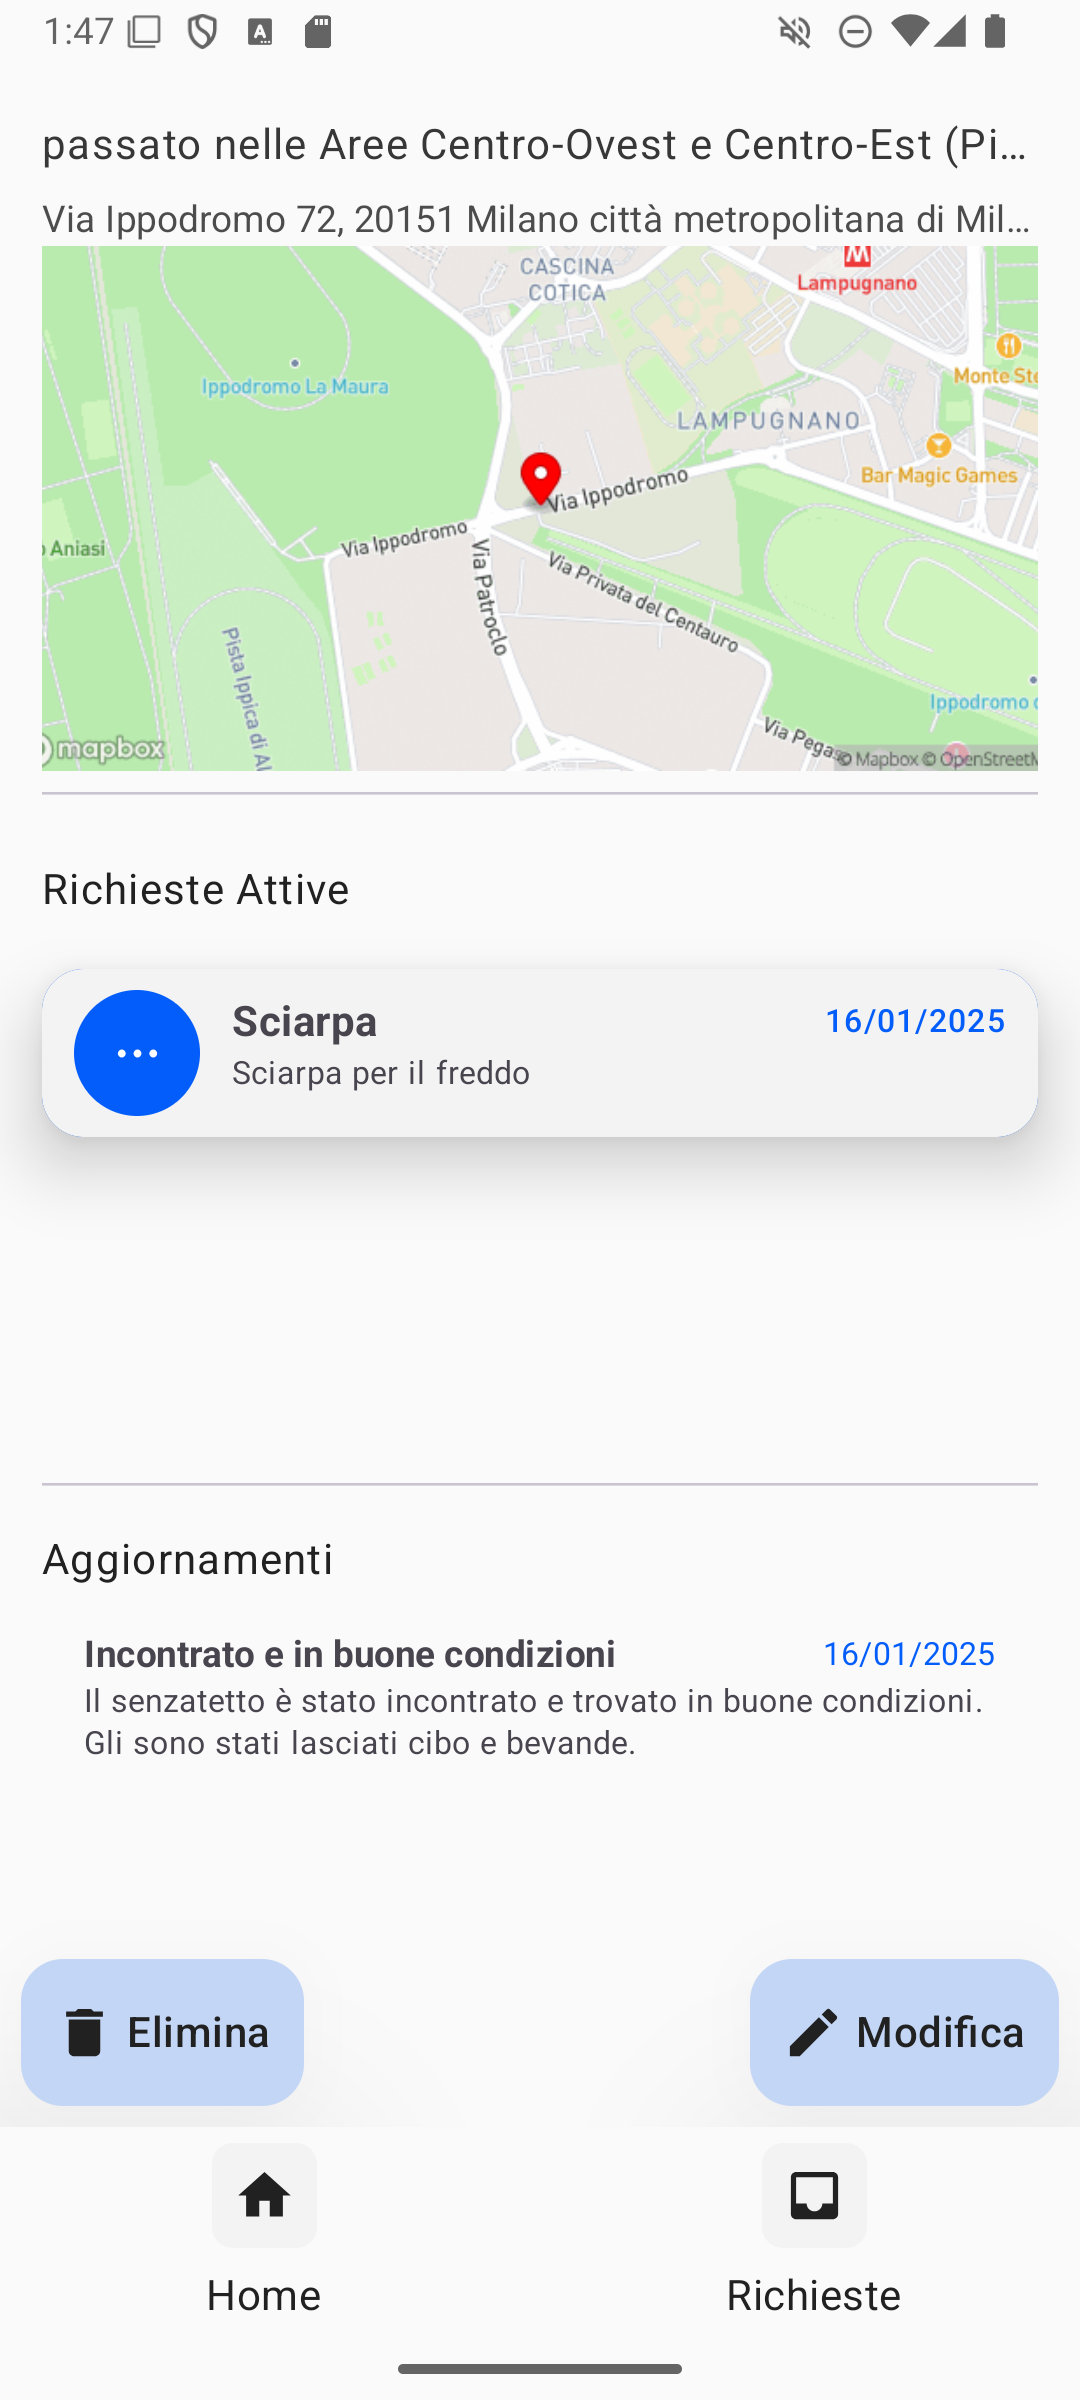 1:47
passato nelle Aree Centro-Ovest e Centro-Est (Pi...
Via Ippodromo 72, 20151 Milano città metropolitana di Mil...
CASCINA
COTICA
M
Lampugnano
Ippodromo La Maura
Monte Ste
LAMPUGNANO
Bar Magic Games
Via Ippodromo
Via Ippodromo
Aniasi
Via Patroclo
Via Privata del Centauro
Pista Ippica di Al
Ippodromo
Via Pegas
mapbox
© Mapbox © OpenStreetM
Richieste Attive
Sciarpa
16/01/2025
Sciarpa per il freddo
Aggiornamenti
Incontrato e in buone condizioni
16/01/2025
Il senzatetto è stato incontrato e trovato in buone condizioni.
Gli sono stati lasciati cibo e bevande.
Elimina
Modifica
Home
Richieste